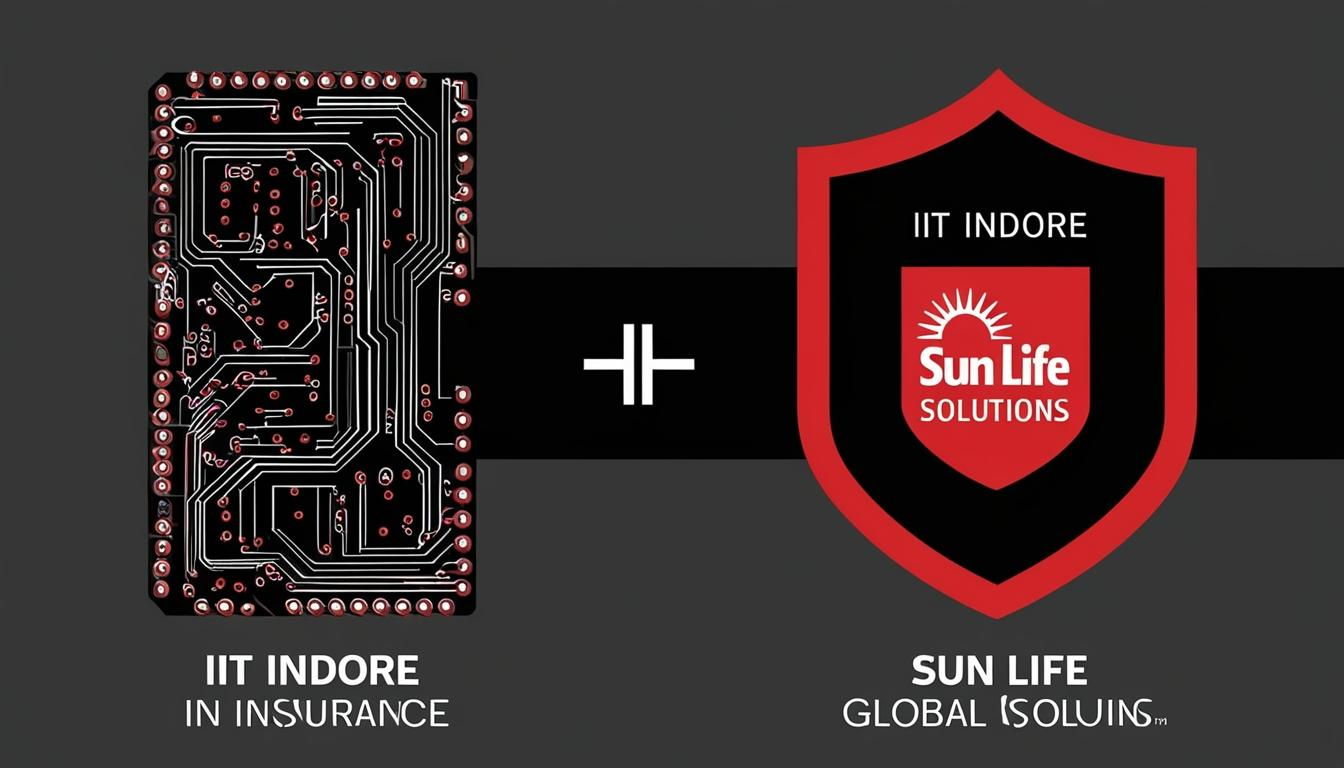 IIT INDORE
Sun Life
SOLUTIONS
IIT INDORE
IN INSURANCE
SUN LIFE
GLOBAL